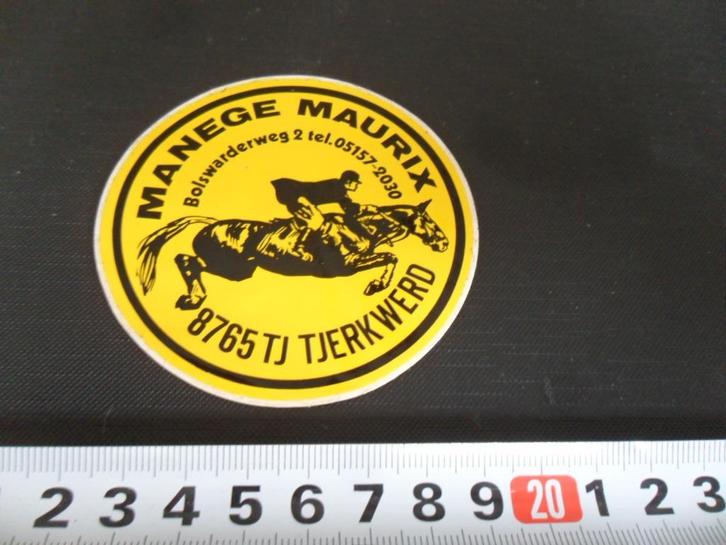 MANEGE MAURIX
Bolswarderweg 2 tel. 05157-2030
8765 TJ TJERKWERD
2 3 4 5 6 7 8 9 20 1 2 3